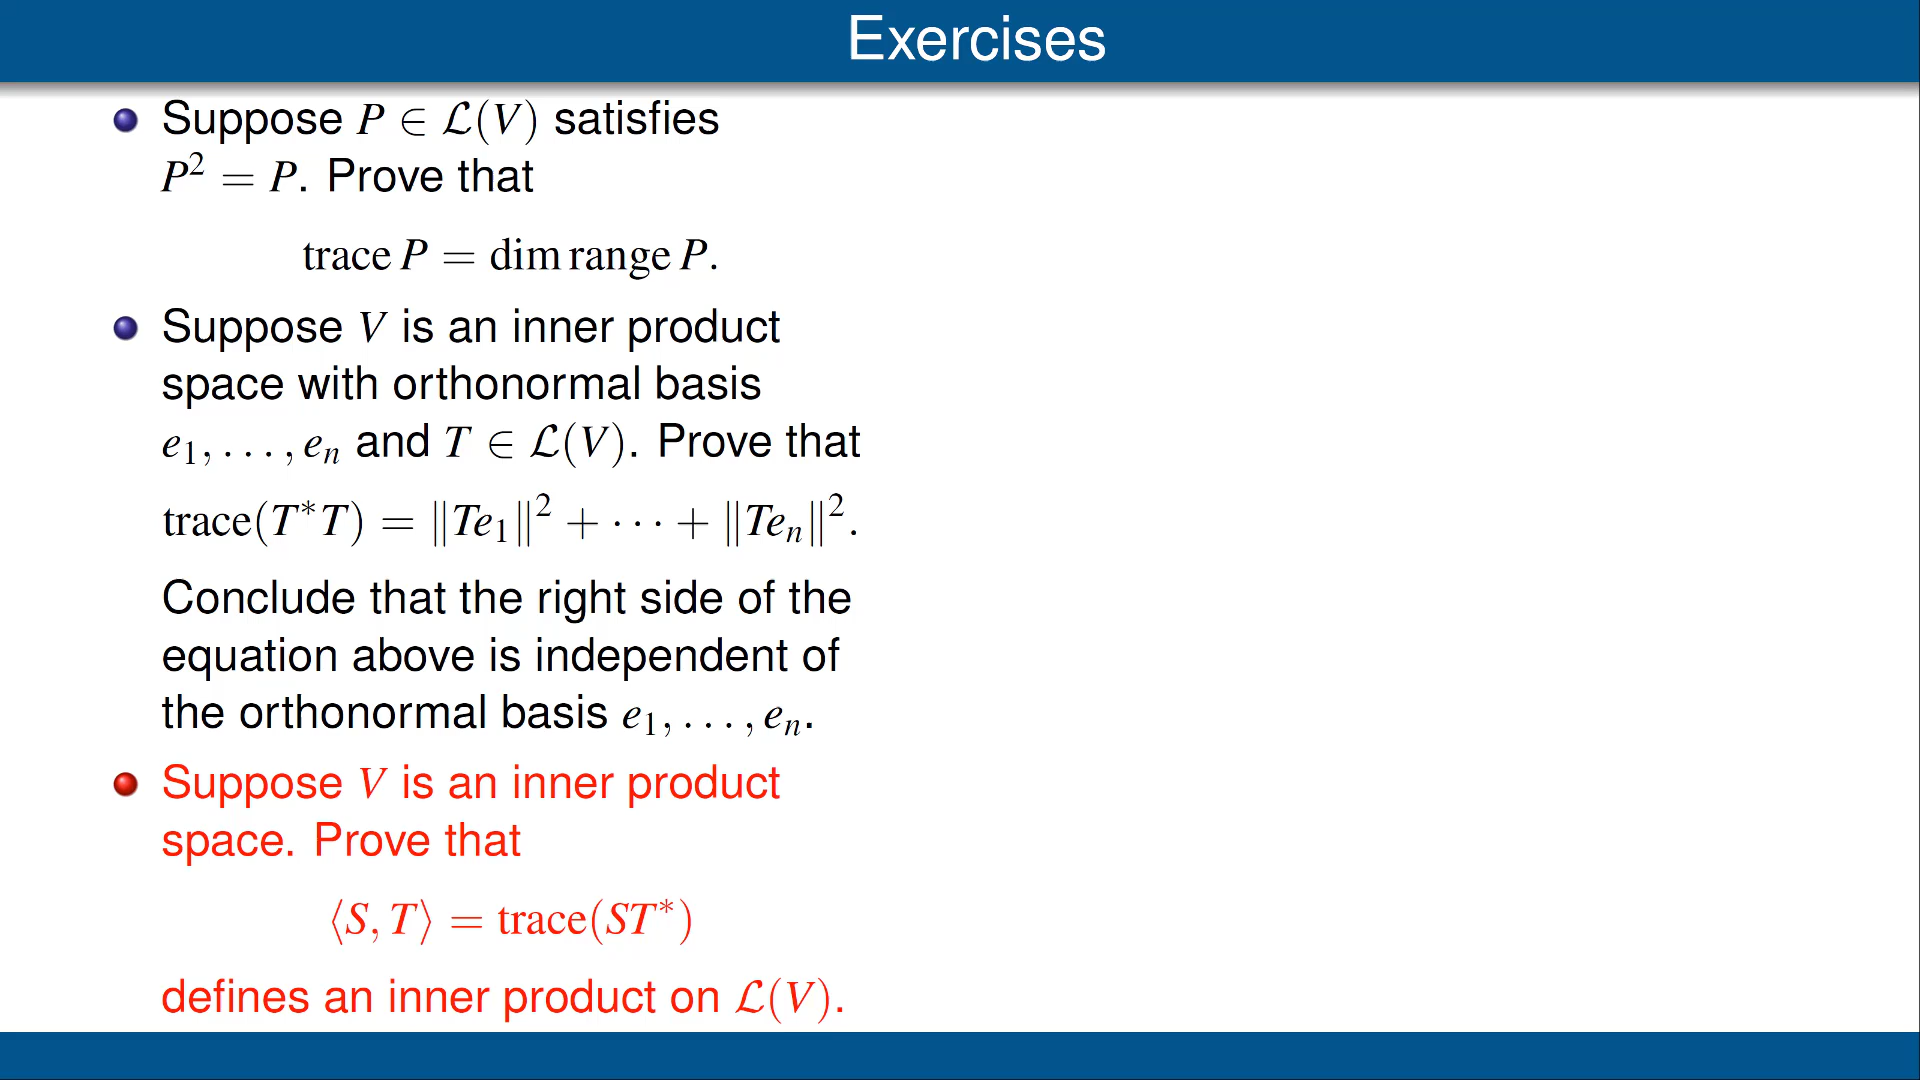 Exercises
Suppose P ∈ ℒ(V) satisfies
P² = P. Prove that
trace P = dim range P.
Suppose V is an inner product
space with orthonormal basis
e₁, . . . , eₙ and T ∈ ℒ(V). Prove that
trace(T*T) = ‖Te₁‖² + · · · + ‖Teₙ‖².
Conclude that the right side of the
equation above is independent of
the orthonormal basis e₁, . . . , eₙ.
Suppose V is an inner product
space. Prove that
⟨S, T⟩ = trace(ST*)
defines an inner product on ℒ(V).